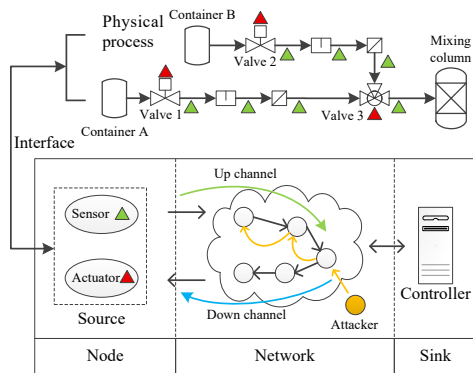 Physical
process
Container B
Valve 2
Mixing
column
Container A
Valve 1
Valve 3
Interface
Sensor
Actuator
Source
Up channel
Down channel
Attacker
Controller
Node
Network
Sink